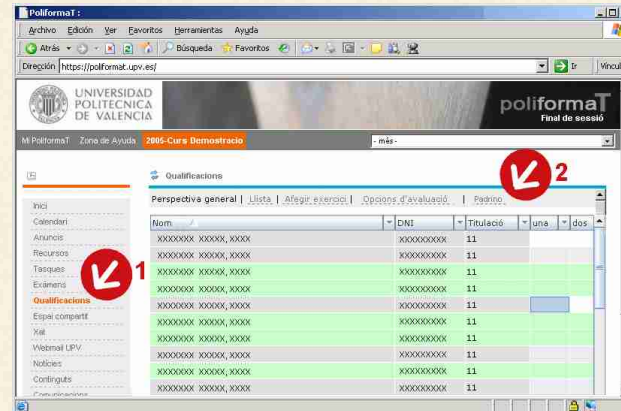 PoliformaT :
Archivo Edición Ver Favoritos Herramientas Ayuda
Atrás Búsqueda Favoritos
Dirección https://poliformat.upv.es/ Ir Víncul
UNIVERSIDAD
POLITECNICA
DE VALENCIA
poliformaT
Final de sessió
Mi PoliformaT Zona de Ayuda 2005-Curs Demostració - més -
2
Qualificacions
Perspectiva general | Llista | Afegir exercici | Opcions d'avaluació | Padrino
Inici
Calendari
Anuncis
Recursos
Tasques
1
Exàmens
Qualificacions
Espai compartit
Xat
Webmail UPV
Notícies
Continguts
Comunicacions
Nom DNI Titulació una dos
XXXXXXX XXXXX, XXXX XXXXXXXXX 11
XXXXXXX XXXXX, XXXX XXXXXXXXX 11
XXXXXXX XXXXX, XXXX XXXXXXXXX 11
XXXXXXX XXXXX, XXXX XXXXXXXXX 11
XXXXXXX XXXXX, XXXX XXXXXXXXX 11
XXXXXXX XXXXX, XXXX XXXXXXXXX 11
XXXXXXX XXXXX, XXXX XXXXXXXXX 11
XXXXXXX XXXXX, XXXX XXXXXXXXX 11
XXXXXXX XXXXX, XXXX XXXXXXXXX 11
XXXXXXX XXXXX, XXXX XXXXXXXXX 11